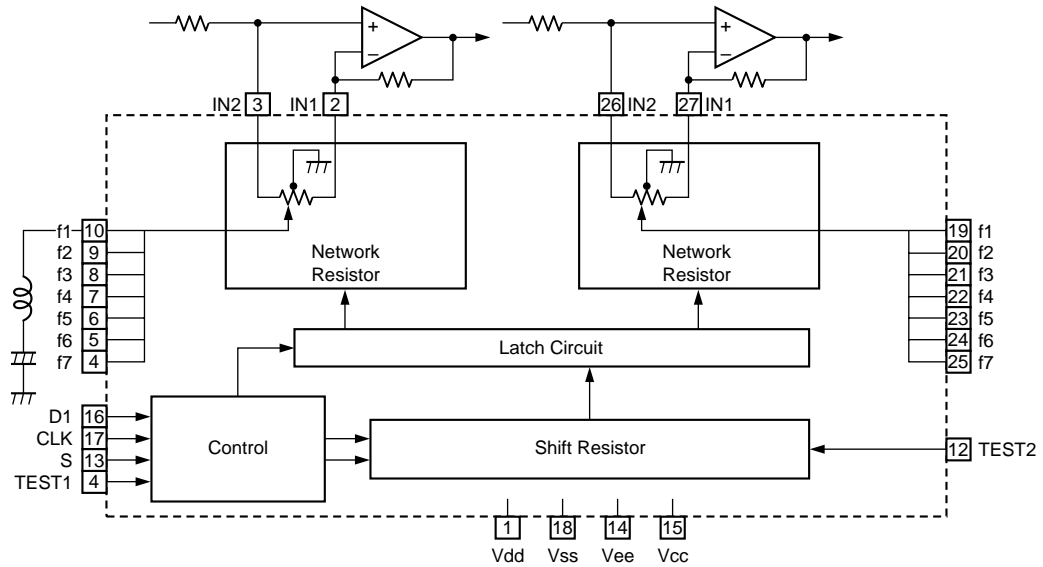 +
−
+
−
IN2 3 IN1 2
26 IN2 27 IN1
f1 10
f2 9
f3 8
f4 7
f5 6
f6 5
f7 4
Network
Resistor
Network
Resistor
19 f1
20 f2
21 f3
22 f4
23 f5
24 f6
25 f7
Latch Circuit
D1 16
CLK 17
S 13
TEST1 4
Control
Shift Resistor
12 TEST2
1 18 14 15
Vdd Vss Vee Vcc